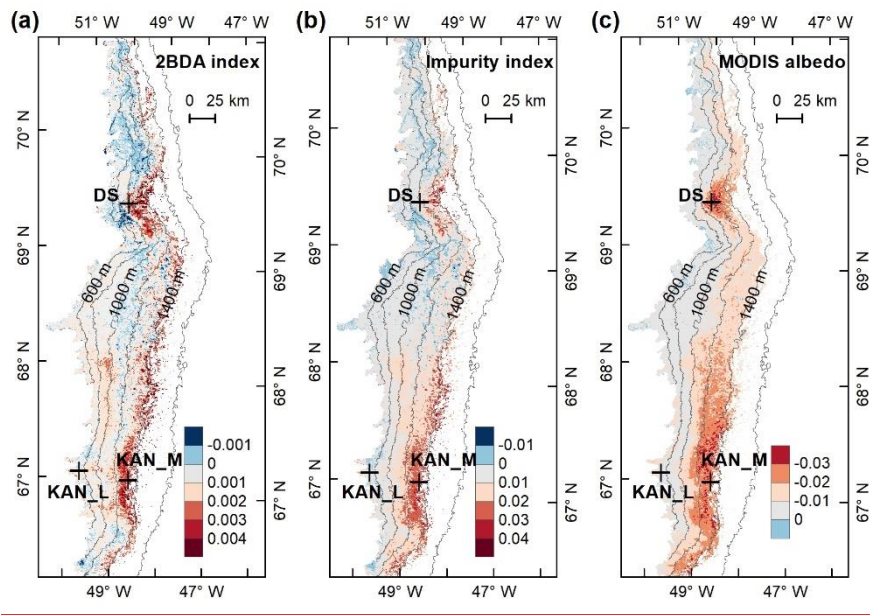 (a) 51° W 47° W (b) 51° W 47° W (c) 51° W 47° W
2BDA index Impurity index MODIS albedo
0 25 km 0 25 km 0 25 km
70° N 70° N 70° N
70° N 70° N 70° N
DS DS DS
69° N 69° N 69° N
69° N 69° N 69° N
600 m 1000 m 1400 m 600 m 1000 m 1400 m 600 m 1000 m 1400 m
68° N 68° N 68° N
68° N 68° N 68° N
-0.001 -0.01
0 0 -0.03
67° N KAN_M 0.001 67° N KAN_M 0.01 67° N KAN_M -0.02
KAN_L 0.002 KAN_L 0.02 KAN_L -0.01
67° N 0.003 67° N 0.03 67° N 0
0.004 0.04
49° W 47° W 49° W 47° W 49° W 47° W